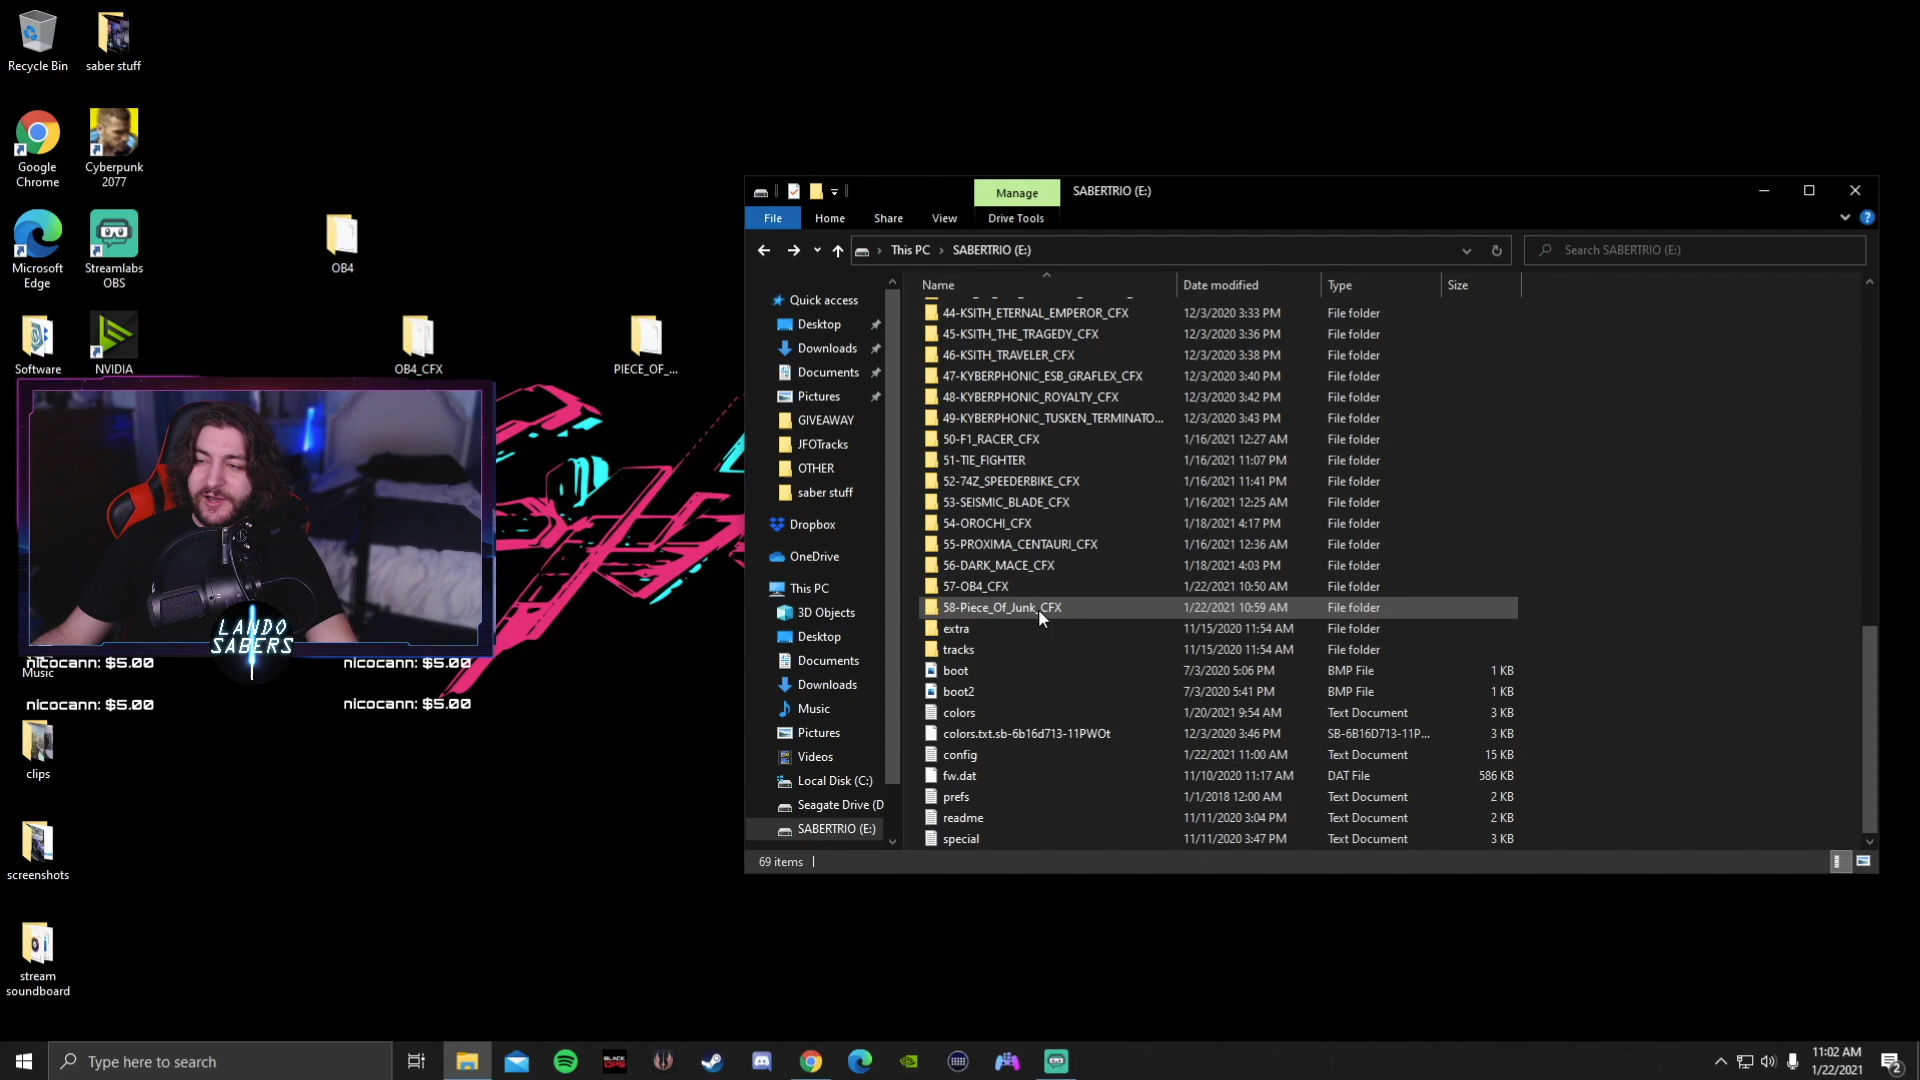 Recycle Bin
saber stuff
Google
Chrome
Cyberpunk
2077
Microsoft
Edge
Streamlabs
OBS
OB4
Software
NVIDIA
OB4_CFX
PIECE_OF_...
LANDO
SABERS
nicocann: $5.00
nicocann: $5.00
Music
nicocann: $5.00
nicocann: $5.00
clips
screenshots
stream
soundboard
Manage
SABERTRIO (E:)
File
Home
Share
View
Drive Tools
This PC
SABERTRIO (E:)
Search SABERTRIO (E:)
Quick access
Desktop
Downloads
Documents
Pictures
GIVEAWAY
JFOTracks
OTHER
saber stuff
Dropbox
OneDrive
This PC
3D Objects
Desktop
Documents
Downloads
Music
Pictures
Videos
Local Disk (C:)
Seagate Drive (D
SABERTRIO (E:)
Name Date modified Type Size
44-KSITH_ETERNAL_EMPEROR_CFX 12/3/2020 3:33 PM File folder
45-KSITH_THE_TRAGEDY_CFX 12/3/2020 3:36 PM File folder
46-KSITH_TRAVELER_CFX 12/3/2020 3:38 PM File folder
47-KYBERPHONIC_ESB_GRAFLEX_CFX 12/3/2020 3:40 PM File folder
48-KYBERPHONIC_ROYALTY_CFX 12/3/2020 3:42 PM File folder
49-KYBERPHONIC_TUSKEN_TERMINATO... 12/3/2020 3:43 PM File folder
50-F1_RACER_CFX 1/16/2021 12:27 AM File folder
51-TIE_FIGHTER 1/16/2021 11:07 PM File folder
52-74Z_SPEEDERBIKE_CFX 1/16/2021 11:41 PM File folder
53-SEISMIC_BLADE_CFX 1/16/2021 12:25 AM File folder
54-OROCHI_CFX 1/18/2021 4:17 PM File folder
55-PROXIMA_CENTAURI_CFX 1/16/2021 12:36 AM File folder
56-DARK_MACE_CFX 1/18/2021 4:03 PM File folder
57-OB4_CFX 1/22/2021 10:50 AM File folder
58-Piece_Of_Junk_CFX 1/22/2021 10:59 AM File folder
extra 11/15/2020 11:54 AM File folder
tracks 11/15/2020 11:54 AM File folder
boot 7/3/2020 5:06 PM BMP File 1 KB
boot2 7/3/2020 5:41 PM BMP File 1 KB
colors 1/20/2021 9:54 AM Text Document 3 KB
colors.txt.sb-6b16d713-11PWOt 12/3/2020 3:46 PM SB-6B16D713-11P... 3 KB
config 1/22/2021 11:00 AM Text Document 15 KB
fw.dat 11/10/2020 11:17 AM DAT File 586 KB
prefs 1/1/2018 12:00 AM Text Document 2 KB
readme 11/11/2020 3:04 PM Text Document 2 KB
special 11/11/2020 3:47 PM Text Document 3 KB
69 items
Type here to search
BLACK
OPS
11:02 AM
1/22/2021
2